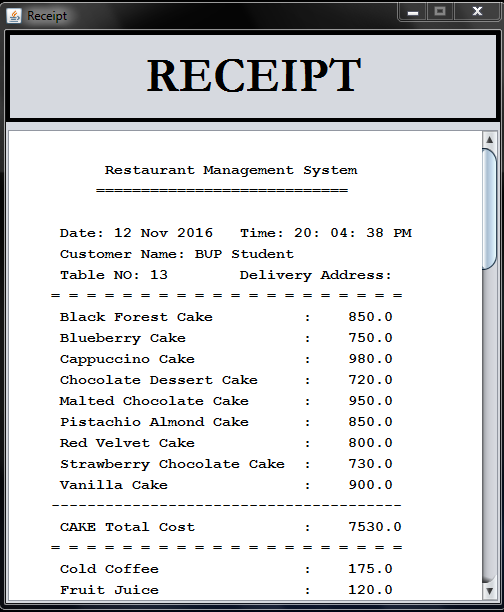 Receipt
RECEIPT
Restaurant Management System
============================
Date: 12 Nov 2016   Time: 20: 04: 38 PM
Customer Name: BUP Student
Table NO: 13        Delivery Address:
= = = = = = = = = = = = = = = = = = = =
Black Forest Cake          :    850.0
Blueberry Cake             :    750.0
Cappuccino Cake            :    980.0
Chocolate Dessert Cake     :    720.0
Malted Chocolate Cake      :    950.0
Pistachio Almond Cake      :    850.0
Red Velvet Cake            :    800.0
Strawberry Chocolate Cake  :    730.0
Vanilla Cake               :    900.0
---------------------------------------
CAKE Total Cost            :    7530.0
= = = = = = = = = = = = = = = = = = = =
Cold Coffee                :    175.0
Fruit Juice                :    120.0